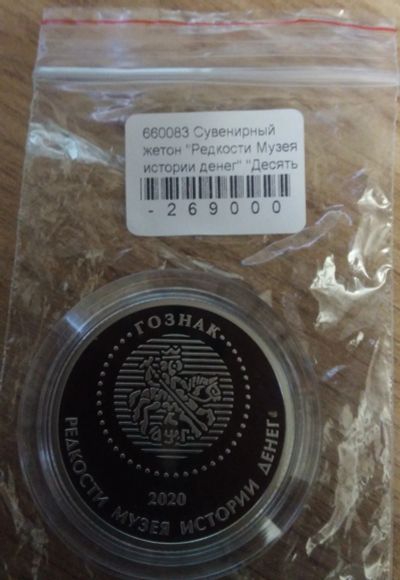 660083 Сувенирный
жетон "Редкости Музея
истории денег" "Десять
- 269000
ГОЗНАК
2020
РЕДКОСТИ МУЗЕЯ ИСТОРИИ ДЕНЕГ